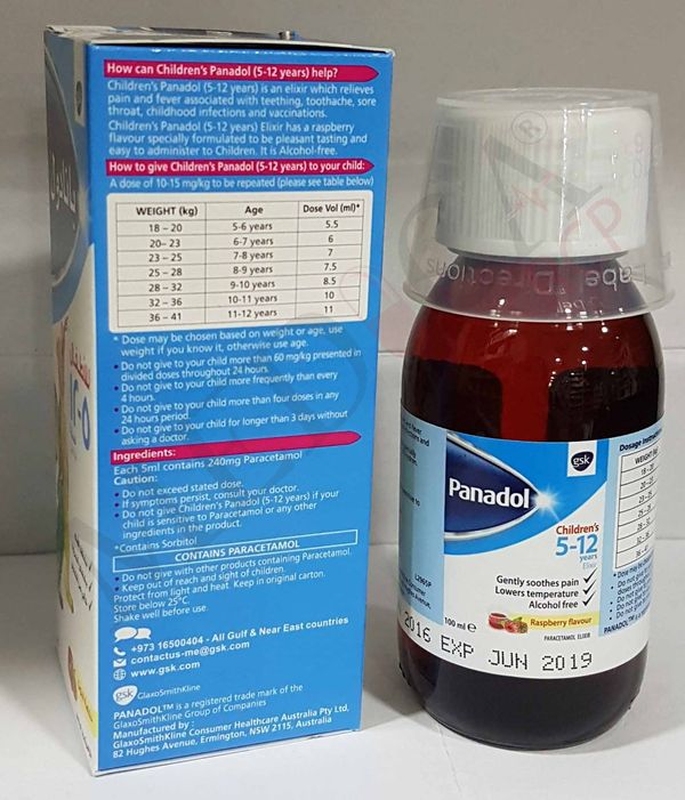 How can Children's Panadol (5-12 years) help?
Children's Panadol (5-12 years) is an elixir which relieves
pain and fever associated with teething, toothache, sore
throat, childhood infections and vaccinations.
Children's Panadol (5-12 years) Elixir has a raspberry
flavour specially formulated to be pleasant tasting and
easy to administer to Children. It is Alcohol-free.
How to give Children's Panadol (5-12 years) to your child:
A dose of 10-15 mg/kg to be repeated (please see table below)
WEIGHT (kg) Age Dose Vol (ml)*
18 – 20 5-6 years 5.5
20– 23 6-7 years 6
23 – 25 7-8 years 7
25 – 28 8-9 years 7.5
28 – 32 9-10 years 8.5
32 – 36 10-11 years 10
36 – 41 11-12 years 11
* Dose may be chosen based on weight or age, use
weight if you know it, otherwise use age.
• Do not give to your child more than 60 mg/kg presented in
divided doses throughout 24 hours.
• Do not give to your child more frequently than every
4 hours.
• Do not give to your child more than four doses in any
24 hours period.
• Do not give to your child for longer than 3 days without
asking a doctor.
Ingredients:
Each 5ml contains 240mg Paracetamol
Caution:
• Do not exceed stated dose.
• If symptoms persist, consult your doctor.
• Do not give Children's Panadol (5-12 years) if your
child is sensitive to Paracetamol or any other
ingredients in the product.
*Contains Sorbitol
CONTAINS PARACETAMOL
• Do not give with other products containing Paracetamol.
• Keep out of reach and sight of children.
Protect from light and heat. Keep in original carton.
Store below 25°C.
Shake well before use.
+973 16500404 - All Gulf & Near East countries
contactus-me@gsk.com
www.gsk.com
gsk GlaxoSmithKline
PANADOL™ is a registered trade mark of the
GlaxoSmithKline Group of Companies
Manufactured by:
GlaxoSmithKline Consumer Healthcare Australia Pty Ltd.
82 Hughes Avenue, Ermington, NSW 2115, Australia
Label Directions
gsk
Panadol
Children's
5-12
years
Elixir
Gently soothes pain
Lowers temperature
Alcohol free
100 ml e
Raspberry flavour
PARACETAMOL ELIXIR
2016 EXP JUN 2019
Dosage
WEIGHT
18 – 20